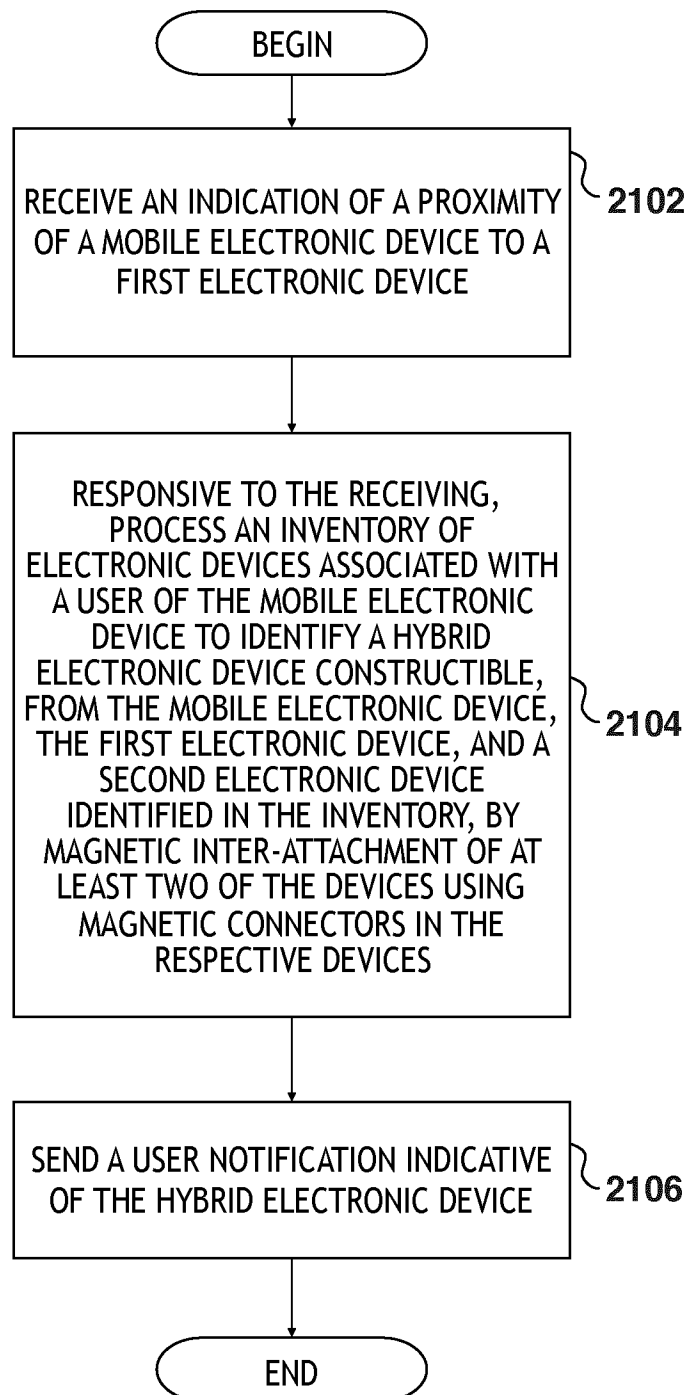 BEGIN
RECEIVE AN INDICATION OF A PROXIMITY
OF A MOBILE ELECTRONIC DEVICE TO A
FIRST ELECTRONIC DEVICE
2102
RESPONSIVE TO THE RECEIVING,
PROCESS AN INVENTORY OF
ELECTRONIC DEVICES ASSOCIATED WITH
A USER OF THE MOBILE ELECTRONIC
DEVICE TO IDENTIFY A HYBRID
ELECTRONIC DEVICE CONSTRUCTIBLE,
FROM THE MOBILE ELECTRONIC DEVICE,
THE FIRST ELECTRONIC DEVICE, AND A
SECOND ELECTRONIC DEVICE
IDENTIFIED IN THE INVENTORY, BY
MAGNETIC INTER-ATTACHMENT OF AT
LEAST TWO OF THE DEVICES USING
MAGNETIC CONNECTORS IN THE
RESPECTIVE DEVICES
2104
SEND A USER NOTIFICATION INDICATIVE
OF THE HYBRID ELECTRONIC DEVICE
2106
END